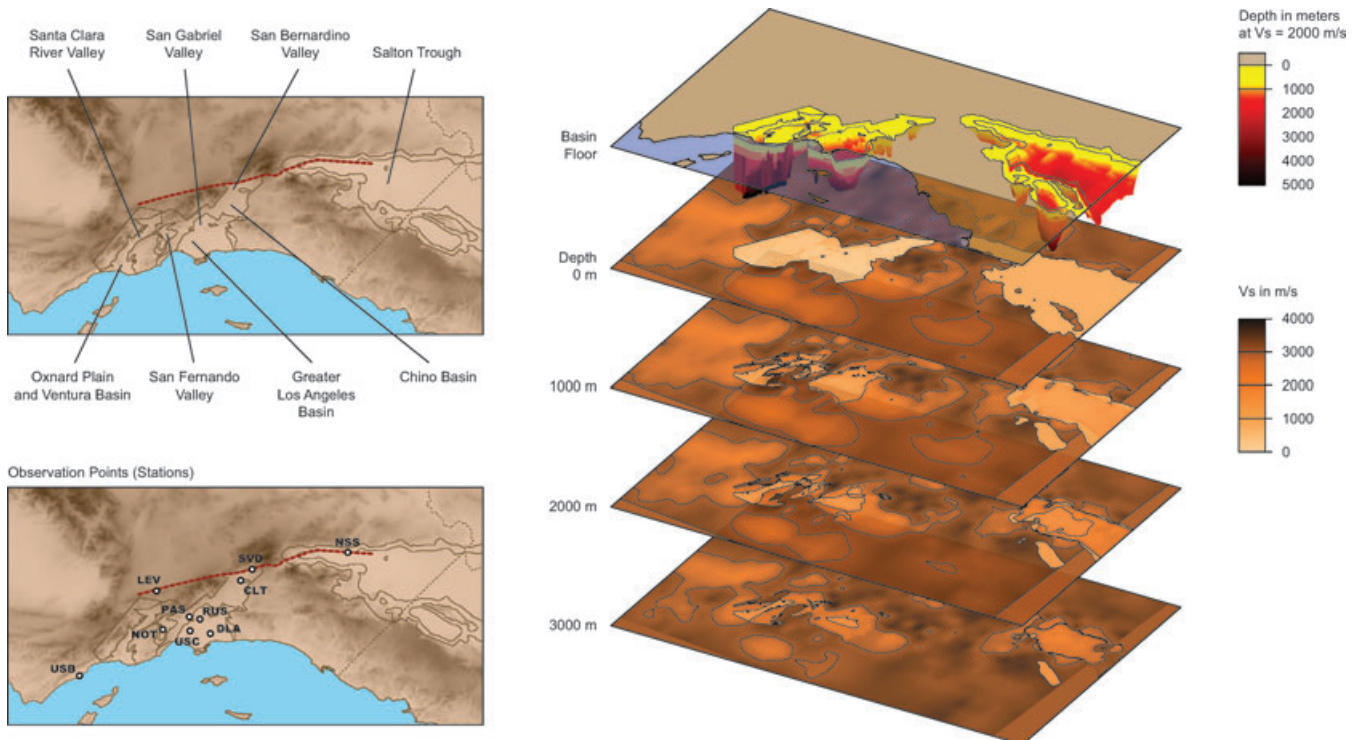 Santa Clara
River Valley
San Gabriel
Valley
San Bernardino
Valley
Salton Trough
Oxnard Plain
and Ventura Basin
San Fernando
Valley
Greater
Los Angeles
Basin
Chino Basin
Observation Points (Stations)
NSS
SVD
LEV
CLT
PAS
RUS
NOT
USC
DLA
USB
Basin
Floor
Depth
0 m
1000 m
2000 m
3000 m
Depth in meters
at Vs = 2000 m/s
0
1000
2000
3000
4000
5000
Vs in m/s
4000
3000
2000
1000
0